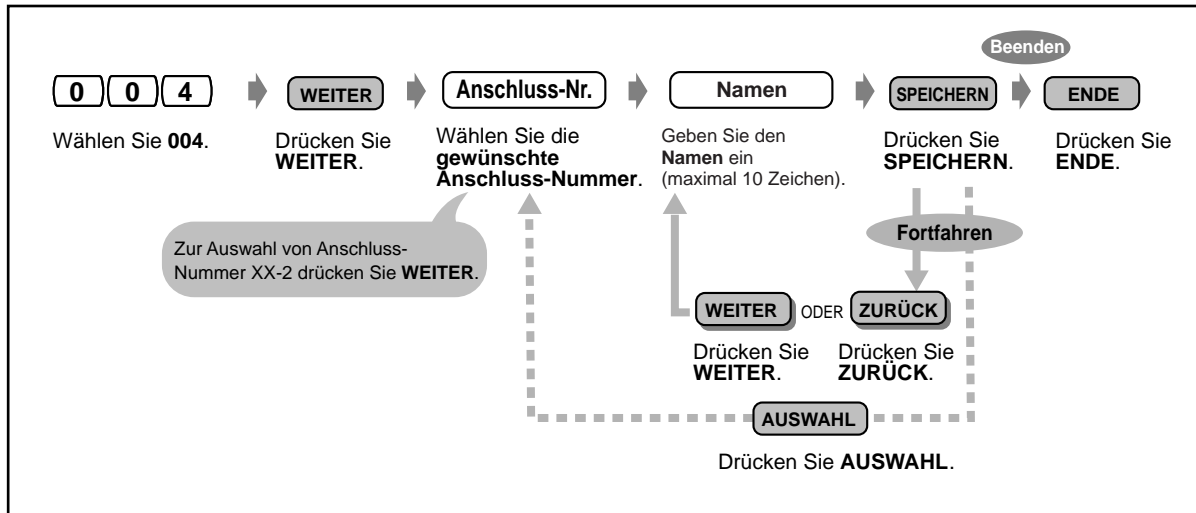 Beenden
0 0 4
WEITER
Anschluss-Nr.
Namen
SPEICHERN
ENDE
Wählen Sie 004.
Drücken Sie
WEITER.
Wählen Sie die
gewünschte
Anschluss-Nummer.
Geben Sie den
Namen ein
(maximal 10 Zeichen).
Drücken Sie
SPEICHERN.
Drücken Sie
ENDE.
Zur Auswahl von Anschluss-
Nummer XX-2 drücken Sie WEITER.
Fortfahren
WEITER ODER ZURÜCK
Drücken Sie
WEITER.
Drücken Sie
ZURÜCK.
AUSWAHL
Drücken Sie AUSWAHL.